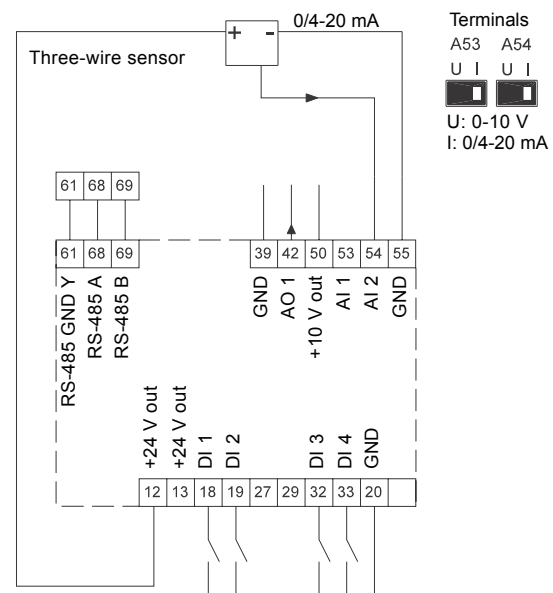 0/4-20 mA
+ -
Three-wire sensor
Terminals
A53 A54
U I U I
U: 0-10 V
I: 0/4-20 mA
61 68 69
61 68 69
39 42 50 53 54 55
RS-485 GND Y
RS-485 A
RS-485 B
GND
AO 1
+10 V out
AI 1
AI 2
GND
+24 V out
+24 V out
DI 1
DI 2
DI 3
DI 4
GND
12 13 18 19 27 29 32 33 20